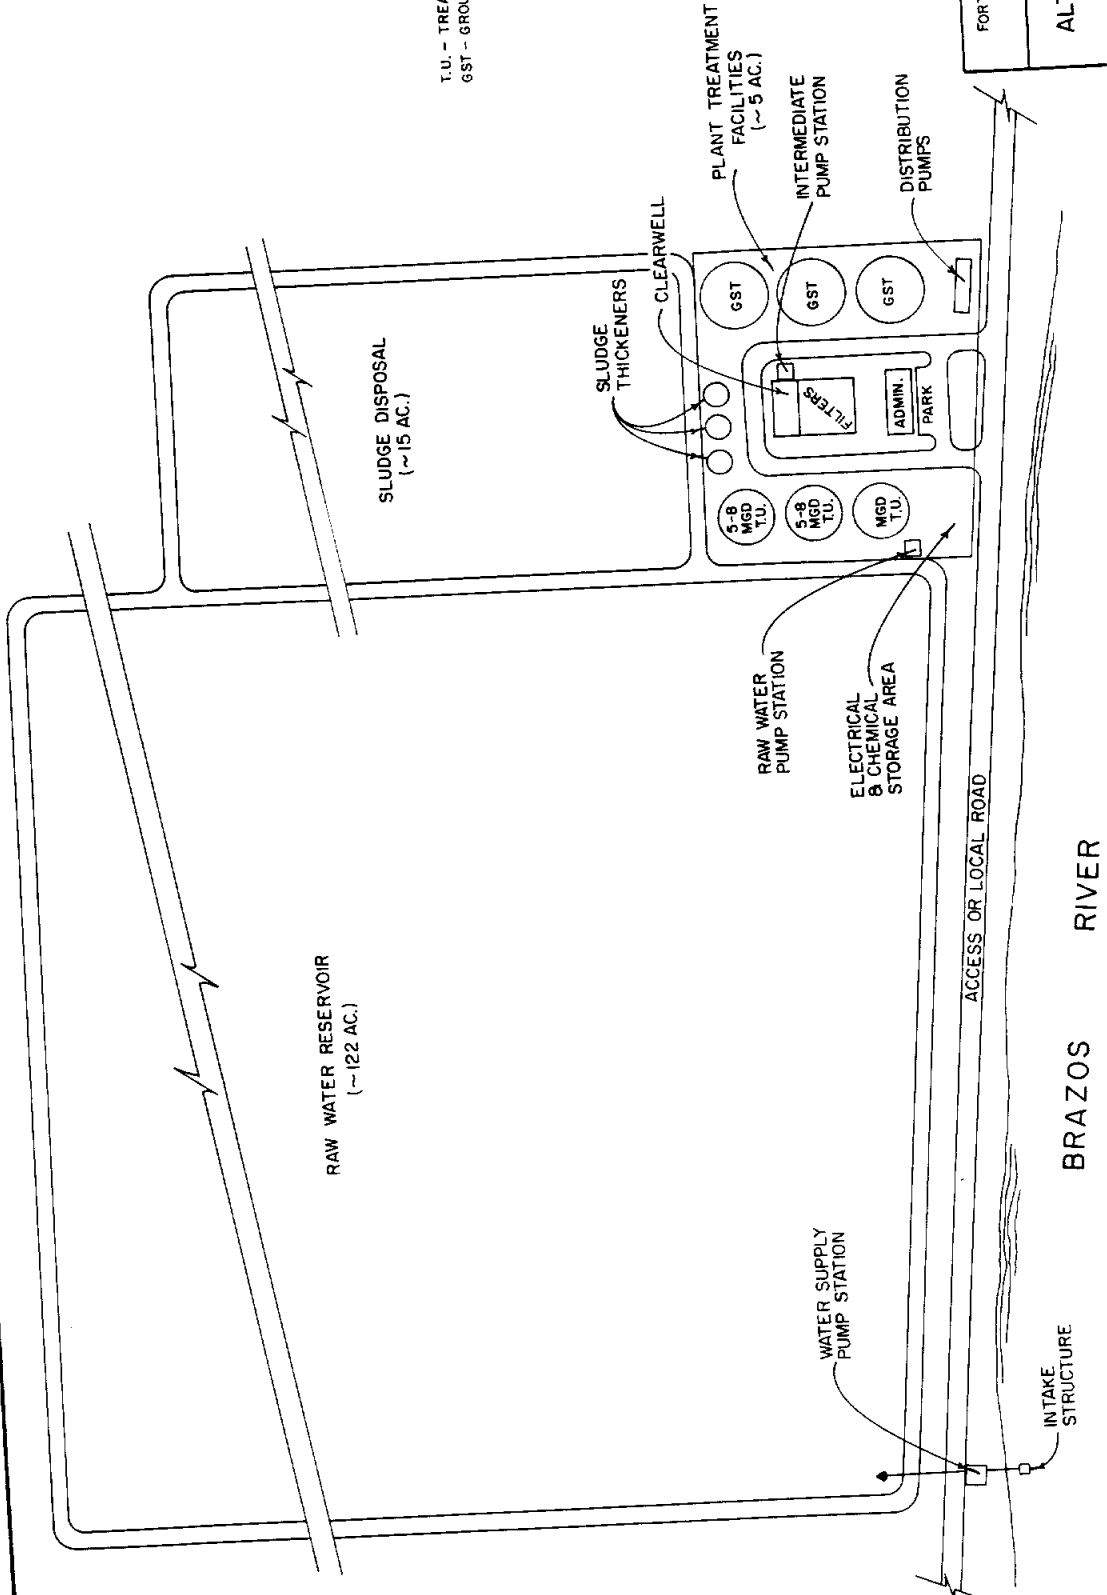 T.U. - TREA
GST - GROU
FORT
ALT
PLANT TREATMENT
FACILITIES
(~5 AC.)
INTERMEDIATE
PUMP STATION
DISTRIBUTION
PUMPS
CLEARWELL
SLUDGE
THICKENERS
SLUDGE DISPOSAL
(~15 AC.)
GST
GST
GST
FILTERS
ADMIN.
PARK
5-8
MGD
T.U.
5-8
MGD
T.U.
MGD
T.U.
RAW WATER
PUMP STATION
ELECTRICAL
& CHEMICAL
STORAGE AREA
RAW WATER RESERVOIR
(~122 AC.)
ACCESS OR LOCAL ROAD
BRAZOS RIVER
WATER SUPPLY
PUMP STATION
INTAKE
STRUCTURE